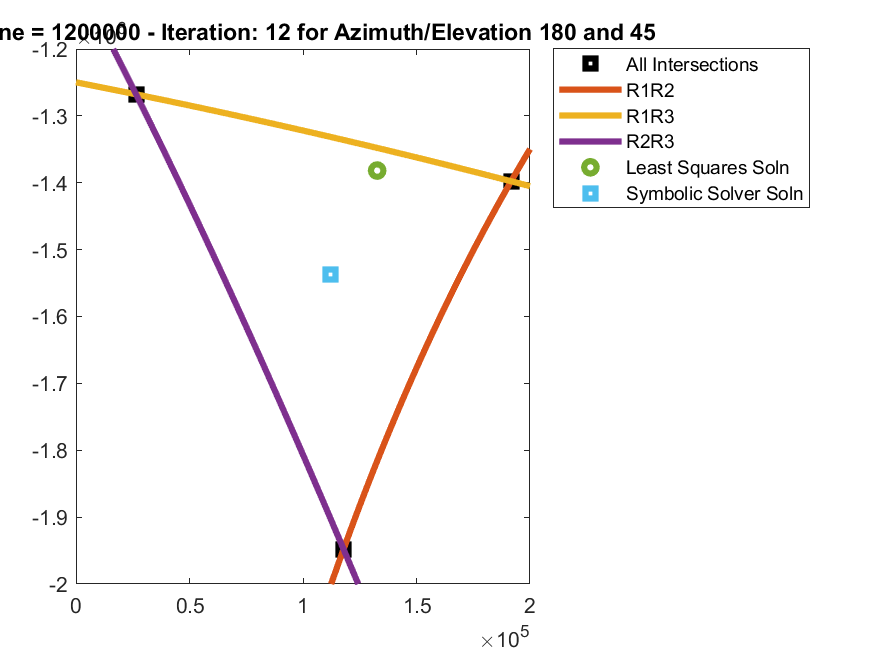 ne = 1200000 - Iteration: 12 for Azimuth/Elevation 180 and 45
-1.2
-1.3
-1.4
-1.5
-1.6
-1.7
-1.8
-1.9
-2
0
0.5
1
1.5
2
×10⁵
All Intersections
R1R2
R1R3
R2R3
Least Squares Soln
Symbolic Solver Soln